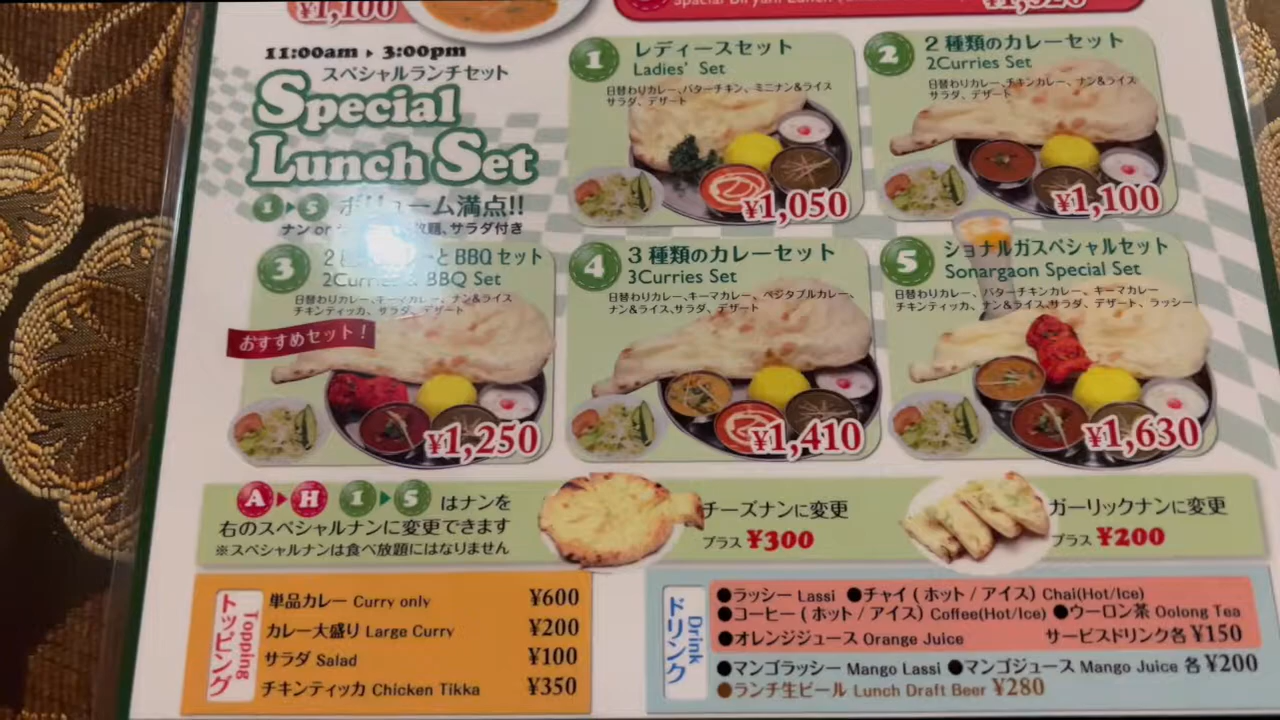 ¥1,100
Special Biryani Lunch
11:00am ▸ 3:00pm
スペシャルランチセット
Special
Lunch Set
1 ▸ 5 ボリューム満点!!
ナン or 放題、サラダ付き
1 レディースセット
Ladies' Set
日替わりカレー、バターチキン、ミニナン&ライス
サラダ、デザート
¥1,050
2 2種類のカレーセット
2Curries Set
日替わりカレー、チキンカレー、ナン&ライス
サラダ、デザート
¥1,100
3 2 とBBQセット
2Curries & BBQ Set
日替わりカレー、キーマカレー、ナン&ライス
チキンティッカ、サラダ、デザート
おすすめセット!
¥1,250
4 3種類のカレーセット
3Curries Set
日替わりカレー、キーマカレー、ベジタブルカレー、
ナン&ライス、サラダ、デザート
¥1,410
5 ショナルガスペシャルセット
Sonargaon Special Set
日替わりカレー、バターチキンカレー、キーマカレー
チキンティッカ、ナン&ライス、サラダ、デザート、ラッシー
¥1,630
A ▸ H 1 ▸ 5 はナンを
右のスペシャルナンに変更できます
※スペシャルナンは食べ放題にはなりません
チーズナンに変更
プラス ¥300
ガーリックナンに変更
プラス ¥200
トッピング Topping
単品カレー Curry only ¥600
カレー大盛り Large Curry ¥200
サラダ Salad ¥100
チキンティッカ Chicken Tikka ¥350
ドリンク Drink
●ラッシー Lassi ●チャイ ( ホット / アイス) Chai(Hot/Ice)
●コーヒー ( ホット / アイス) Coffee(Hot/Ice) ●ウーロン茶 Oolong Tea
●オレンジジュース Orange Juice サービスドリンク各 ¥150
●マンゴラッシー Mango Lassi ●マンゴジュース Mango Juice 各 ¥200
●ランチ生ビール Lunch Draft Beer ¥280